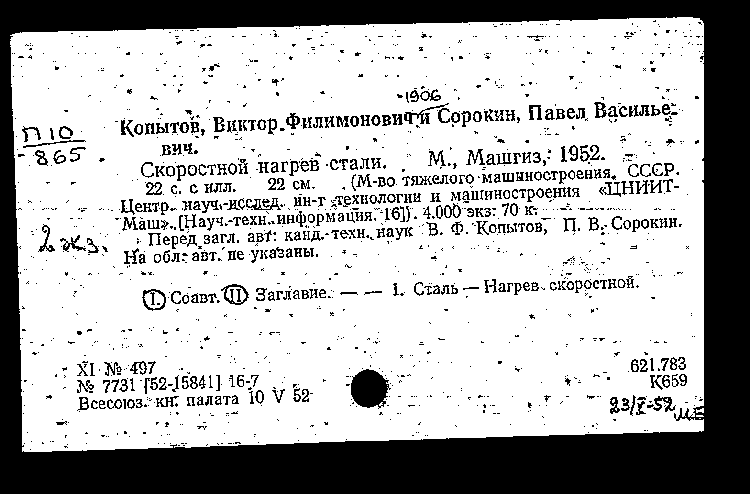 1906
П10
865
Копытов, Виктор Филимонович и Сорокин, Павел Василье-
вич.
Скоростной нагрев стали. М., Машгиз, 1952.
22 с. с илл. 22 см. (М-во тяжелого машиностроения СССР.
Центр. науч.-исслед. ин-т технологии и машиностроения «ЦНИИТ-
Маш». [Науч.-техн. информация. 16]). 4.000 экз. 70 к.
2 экз.
Перед загл. авт: канд. техн. наук В. Ф. Копытов, П. В. Сорокин.
На обл. авт. не указаны.
I. Соавт. II Заглавие. — — 1. Сталь — Нагрев скоростной.
XI № 497
№ 7731 [52-15841] 16-7
Всесоюз. кн. палата 10 V 52
621.783
К659
23/X-52
МБ